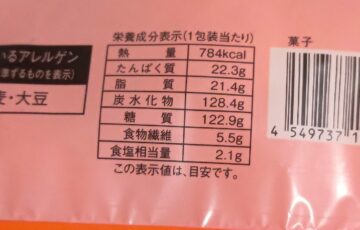 栄養成分表示(1包装当たり)
熱量 784kcal
たんぱく質 22.3g
脂質 21.4g
炭水化物 128.4g
糖質 122.9g
食物繊維 5.5g
食塩相当量 2.1g
この表示値は、目安です。
いるアレルゲン
準ずるものを表示)
・大豆
菓子
4 549737 1